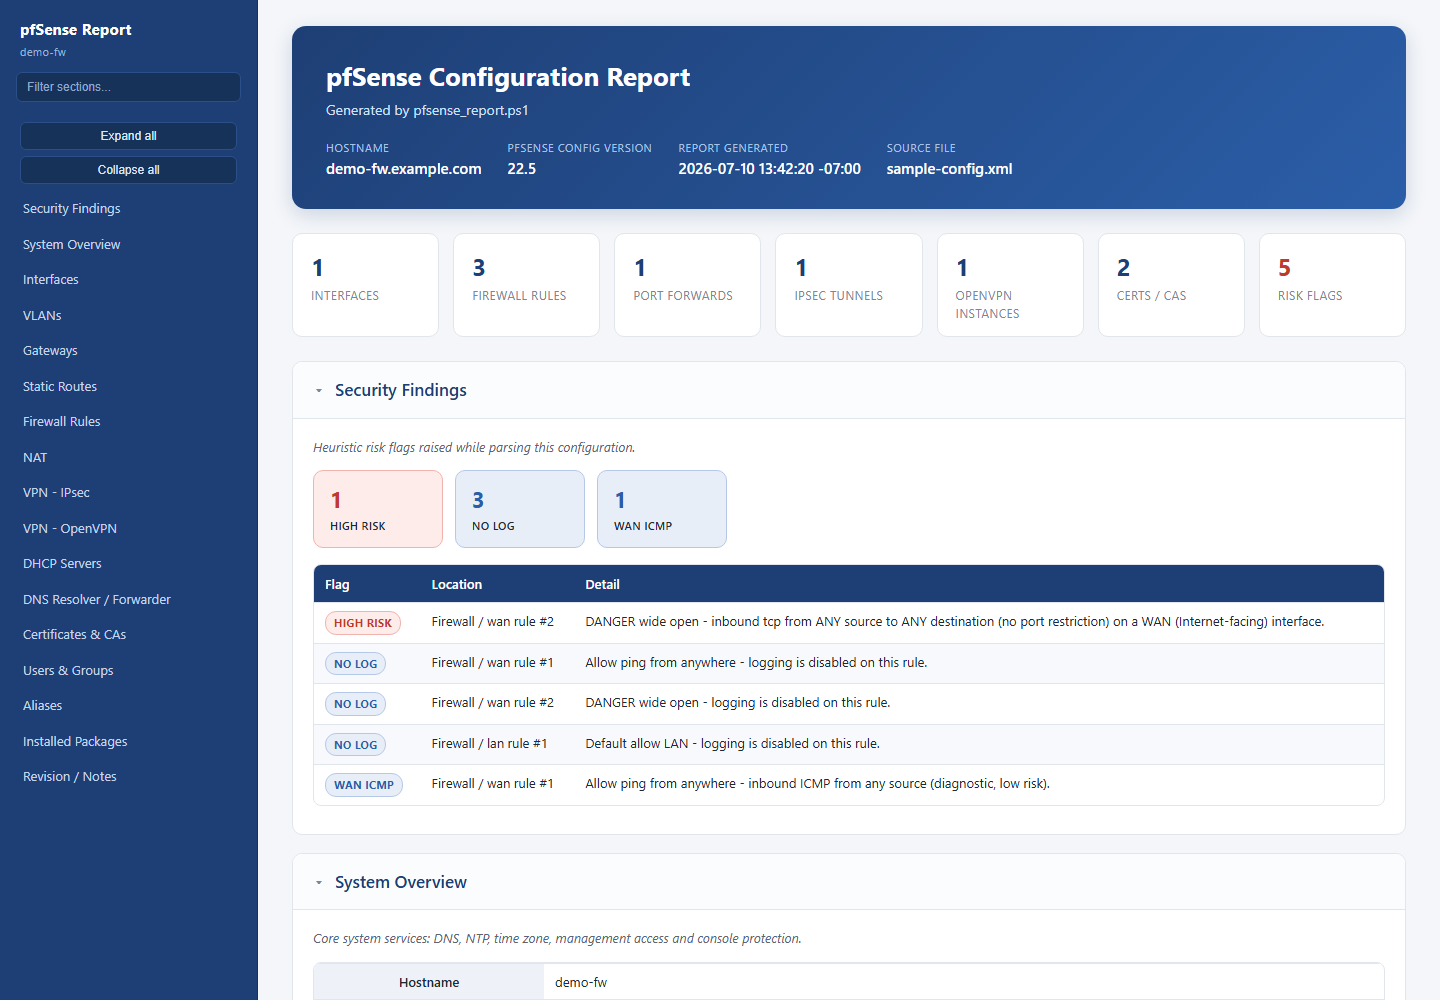 pfSense Report
demo-fw
Filter sections...
Expand all
Collapse all
Security Findings
System Overview
Interfaces
VLANs
Gateways
Static Routes
Firewall Rules
NAT
VPN - IPsec
VPN - OpenVPN
DHCP Servers
DNS Resolver / Forwarder
Certificates & CAs
Users & Groups
Aliases
Installed Packages
Revision / Notes
pfSense Configuration Report
Generated by pfsense_report.ps1
HOSTNAME
demo-fw.example.com
PFSENSE CONFIG VERSION
22.5
REPORT GENERATED
2026-07-10 13:42:20 -07:00
SOURCE FILE
sample-config.xml
1
INTERFACES
3
FIREWALL RULES
1
PORT FORWARDS
1
IPSEC TUNNELS
1
OPENVPN
INSTANCES
2
CERTS / CAS
5
RISK FLAGS
Security Findings
Heuristic risk flags raised while parsing this configuration.
1
HIGH RISK
3
NO LOG
1
WAN ICMP
Flag Location Detail
HIGH RISK Firewall / wan rule #2 DANGER wide open - inbound tcp from ANY source to ANY destination (no port restriction) on a WAN (Internet-facing) interface.
NO LOG Firewall / wan rule #1 Allow ping from anywhere - logging is disabled on this rule.
NO LOG Firewall / wan rule #2 DANGER wide open - logging is disabled on this rule.
NO LOG Firewall / lan rule #1 Default allow LAN - logging is disabled on this rule.
WAN ICMP Firewall / wan rule #1 Allow ping from anywhere - inbound ICMP from any source (diagnostic, low risk).
System Overview
Core system services: DNS, NTP, time zone, management access and console protection.
Hostname demo-fw